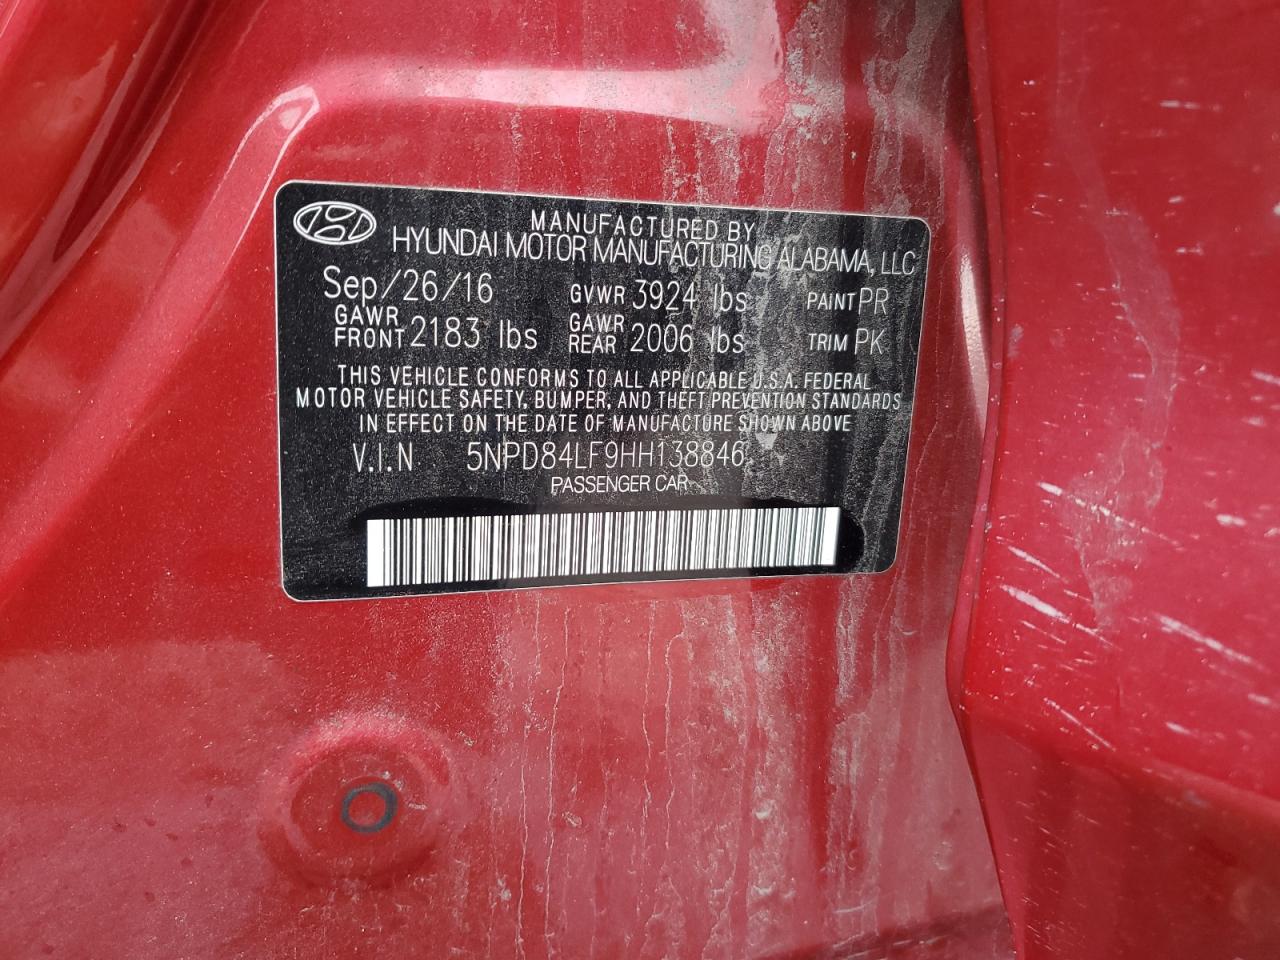 MANUFACTURED BY
HYUNDAI MOTOR MANUFACTURING ALABAMA, LLC
Sep/26/16 GVWR 3924 lbs PAINT PR
GAWR FRONT 2183 lbs GAWR REAR 2006 lbs TRIM PK
THIS VEHICLE CONFORMS TO ALL APPLICABLE U.S.A. FEDERAL
MOTOR VEHICLE SAFETY, BUMPER, AND THEFT PREVENTION STANDARDS
IN EFFECT ON THE DATE OF MANUFACTURE SHOWN ABOVE
V.I.N 5NPD84LF9HH138846
PASSENGER CAR